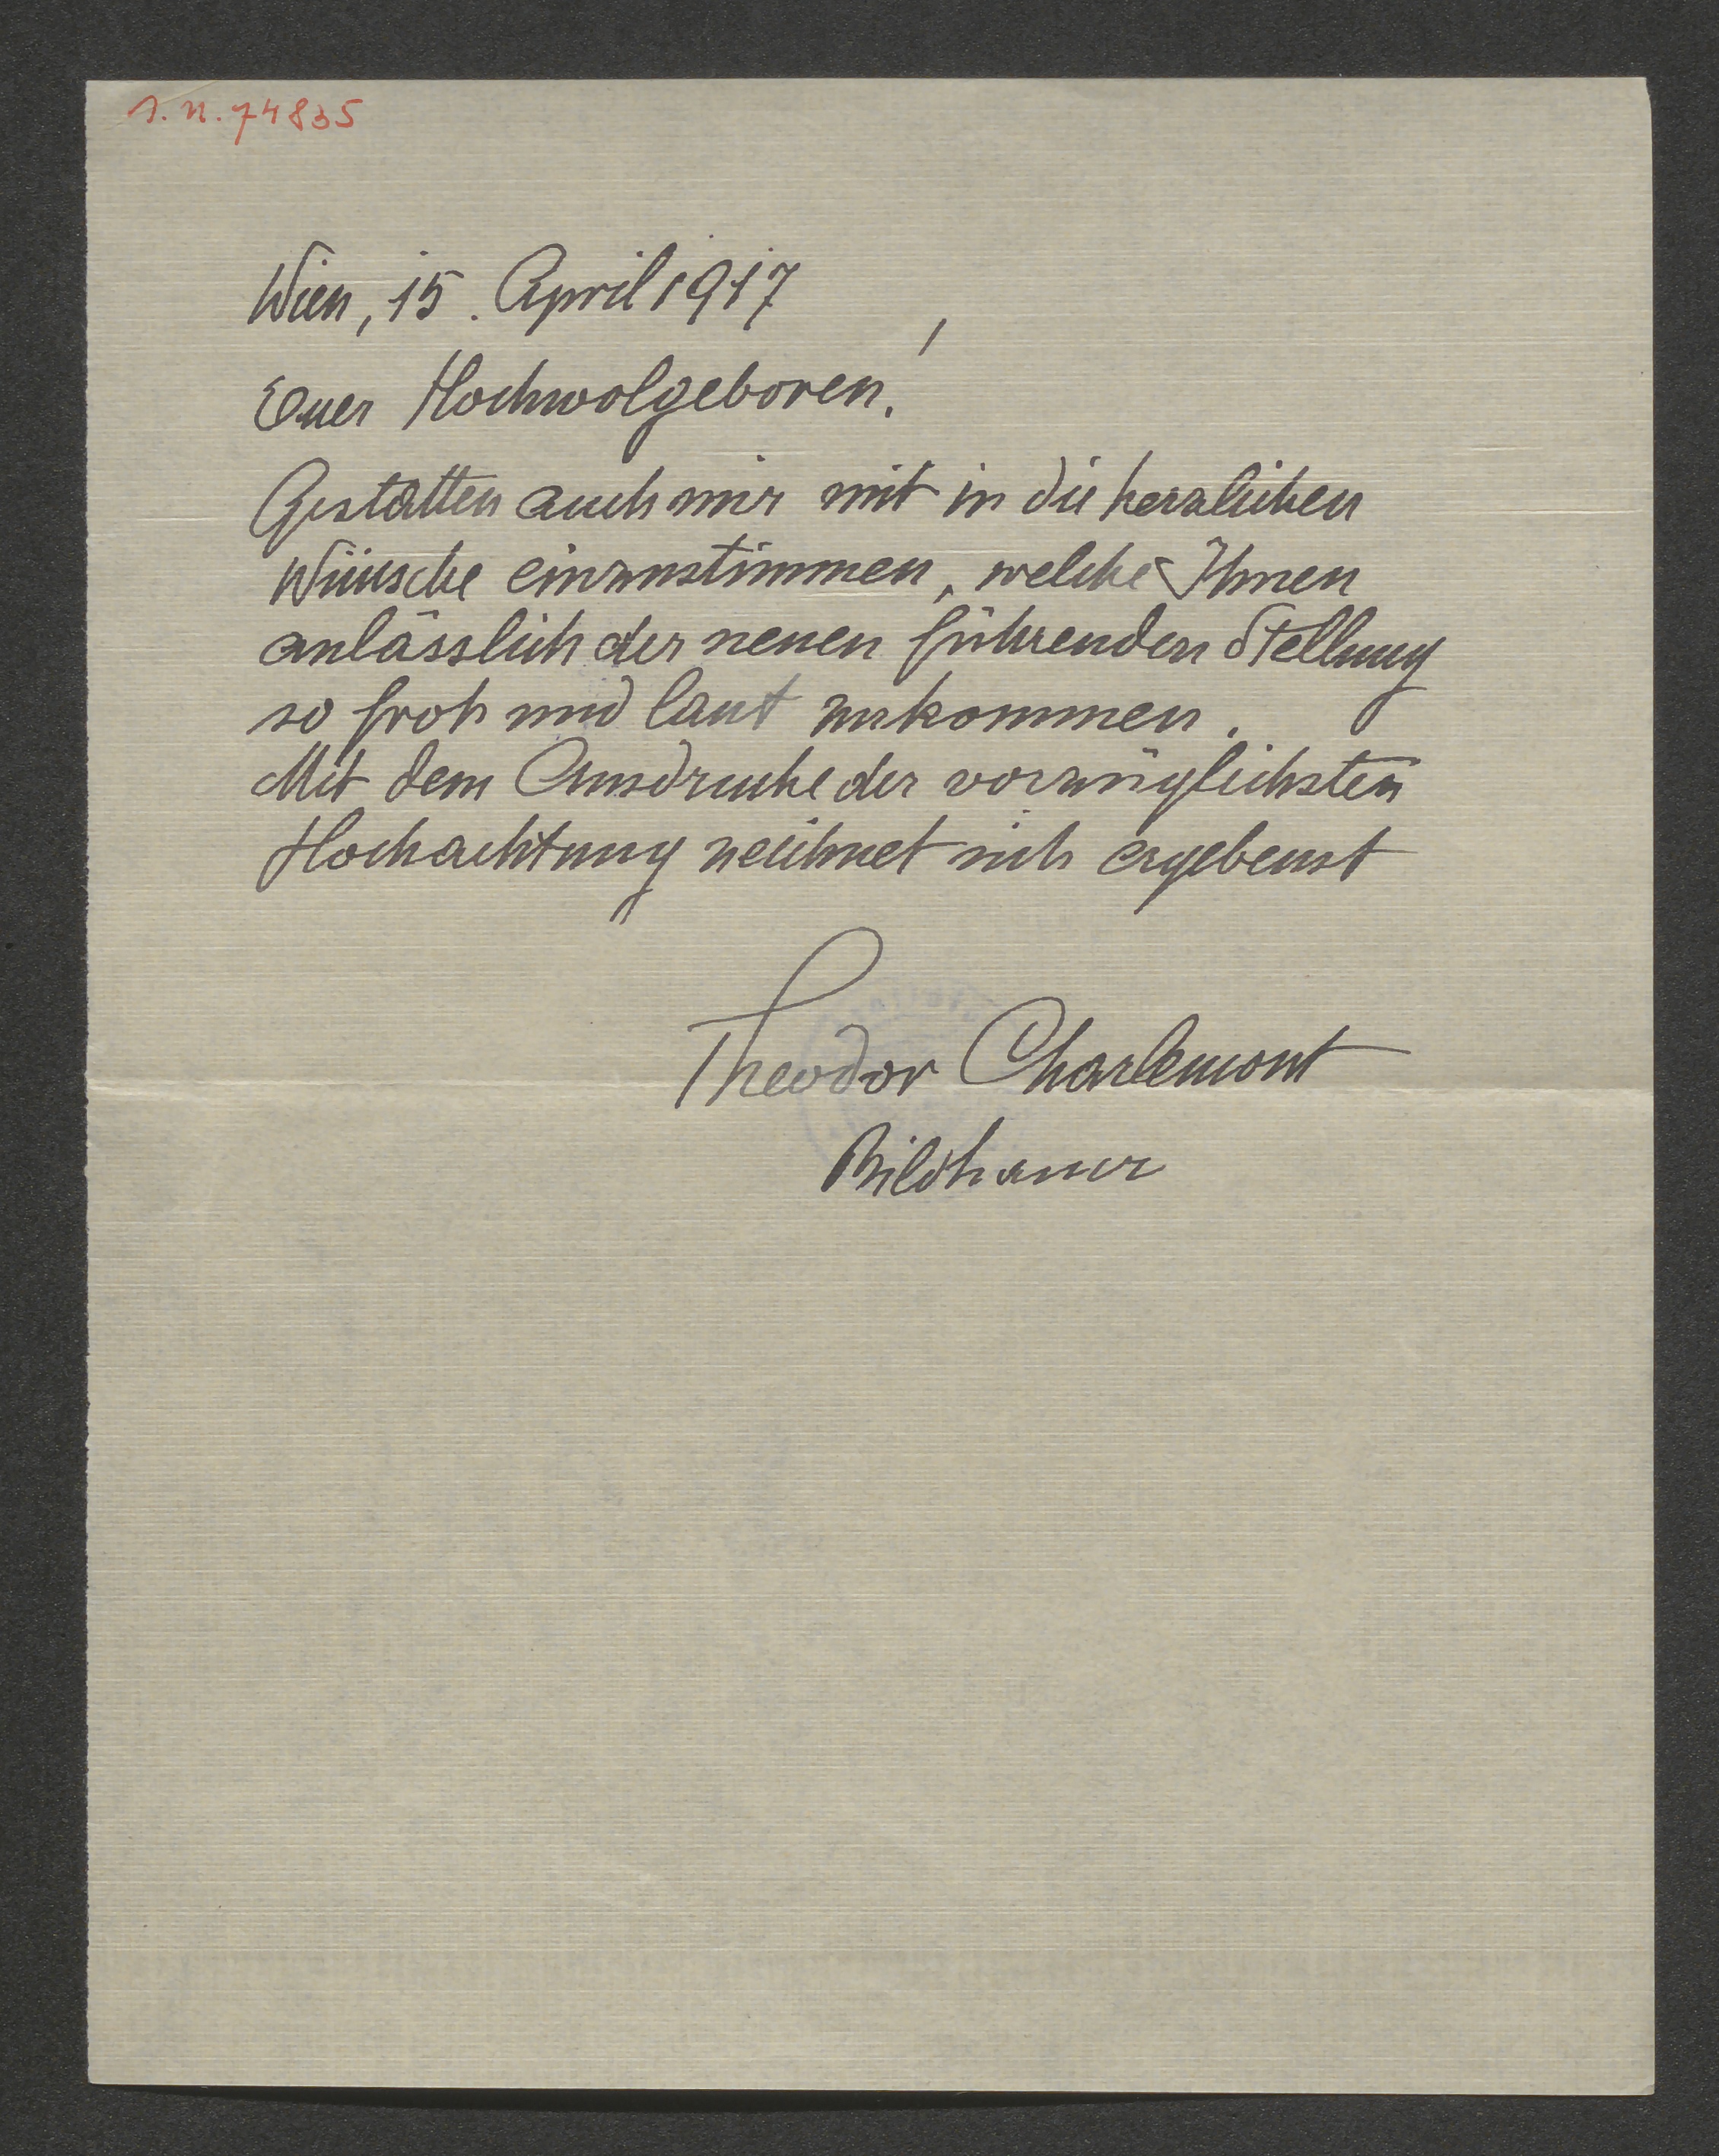 I. N. 74835
Wien, 15. April 1917
Euer Hochwolgeboren!
Gestatten auch mir mit in die herzlichen
Wünsche einzustimmen, welche Ihnen
anlässlich der neuen führenden Stellung
so froh und laut zukommen.
Mit dem Ausdrucke der vorzüglichsten
Hochachtung zeichnet sich ergebenst
Theodor Charlemont
Bildhauer